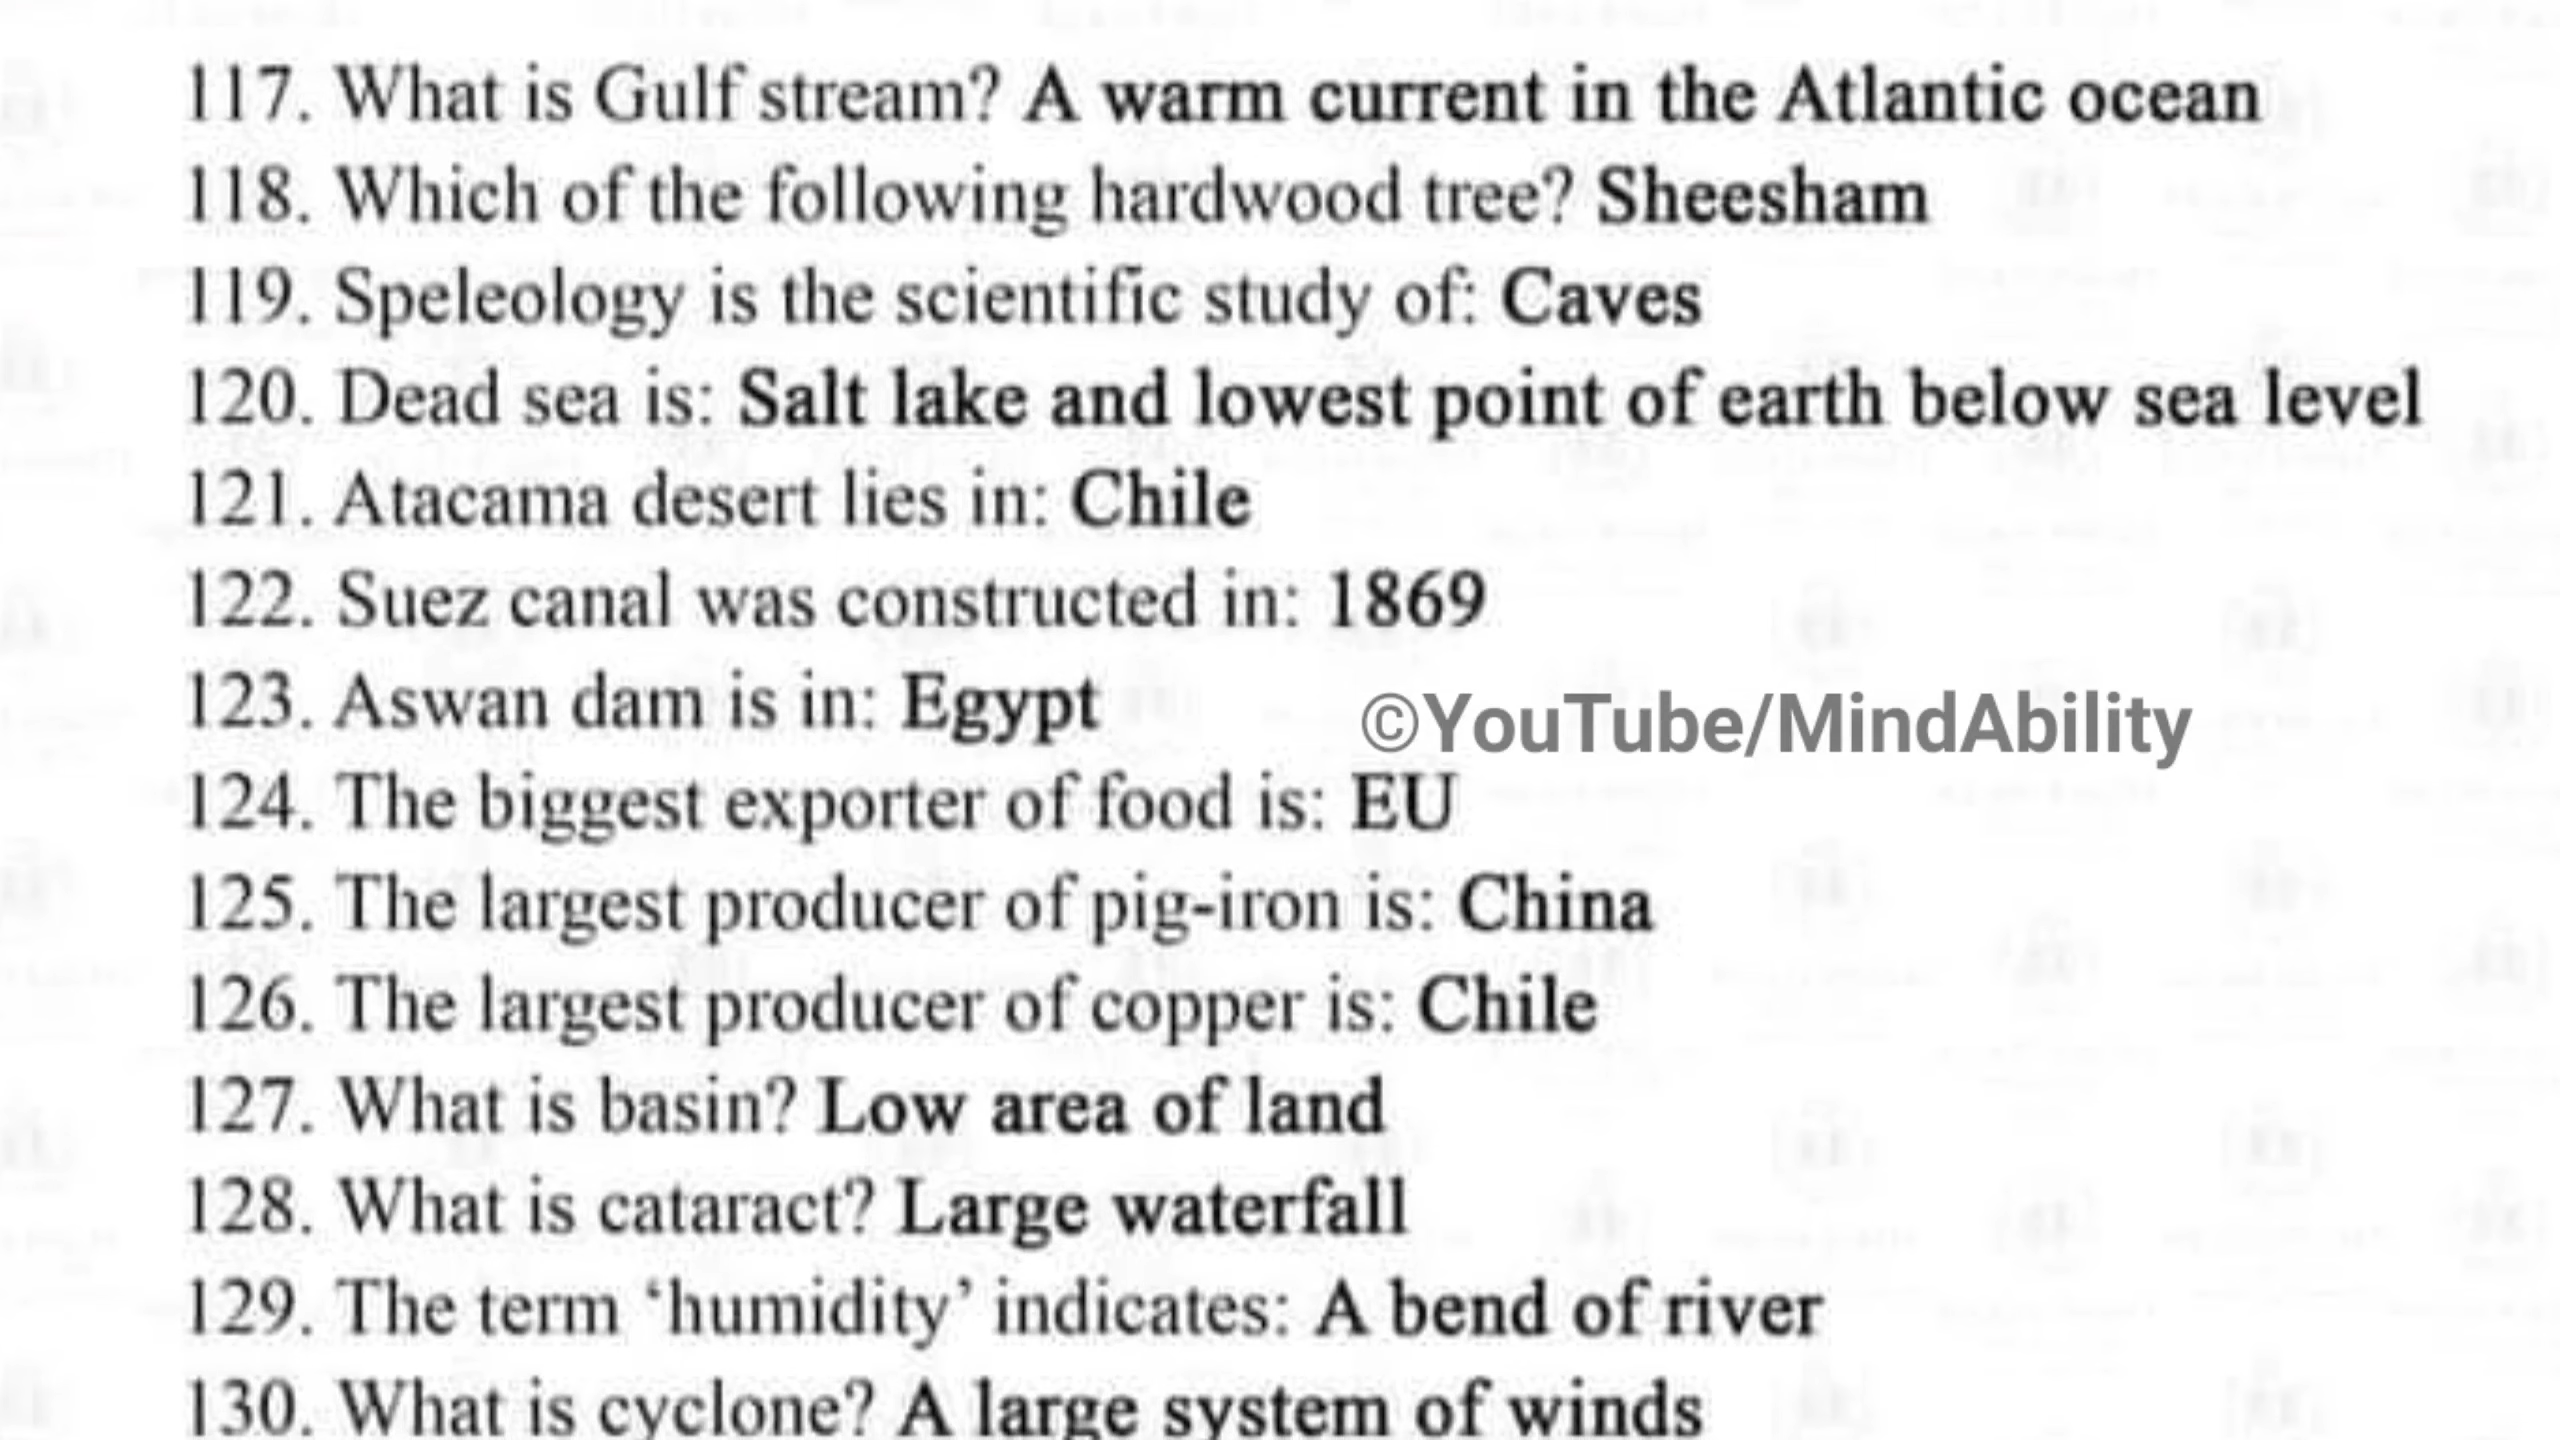 117. What is Gulf stream? A warm current in the Atlantic ocean
118. Which of the following hardwood tree? Sheesham
119. Speleology is the scientific study of: Caves
120. Dead sea is: Salt lake and lowest point of earth below sea level
121. Atacama desert lies in: Chile
122. Suez canal was constructed in: 1869
123. Aswan dam is in: Egypt
©YouTube/MindAbility
124. The biggest exporter of food is: EU
125. The largest producer of pig-iron is: China
126. The largest producer of copper is: Chile
127. What is basin? Low area of land
128. What is cataract? Large waterfall
129. The term ‘humidity’ indicates: A bend of river
130. What is cyclone? A large system of winds